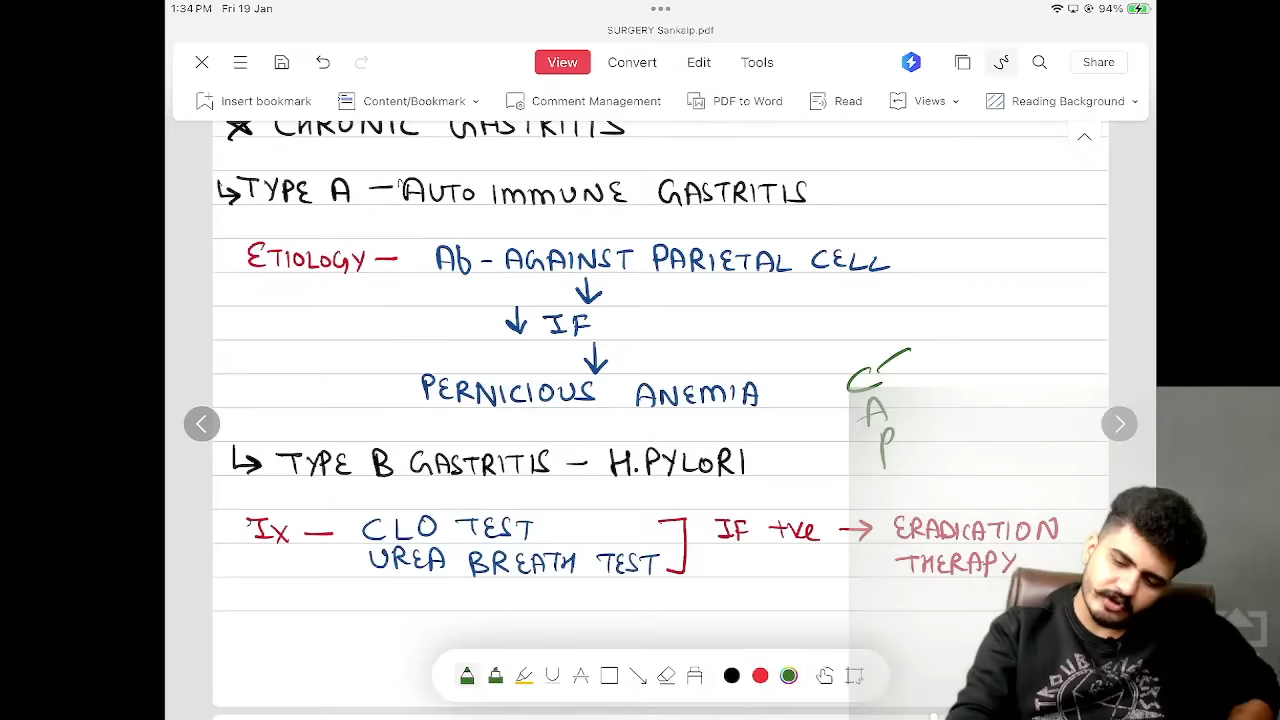 1:34 PM Fri 19 Jan
94%
SURGERY Sankalp.pdf
View Convert Edit Tools
Share
Insert bookmark Content/Bookmark Comment Management PDF to Word Read Views Reading Background
CHRONIC GASTRITIS
↳ TYPE A - AUTO IMMUNE GASTRITIS
ETIOLOGY - Ab - AGAINST PARIETAL CELL
↓
↓ IF
↓
PERNICIOUS ANEMIA
C
A
P
↳ TYPE B GASTRITIS - H.PYLORI
Ix - CLO TEST
UREA BREATH TEST ] IF +ve → ERADICATION
THERAPY